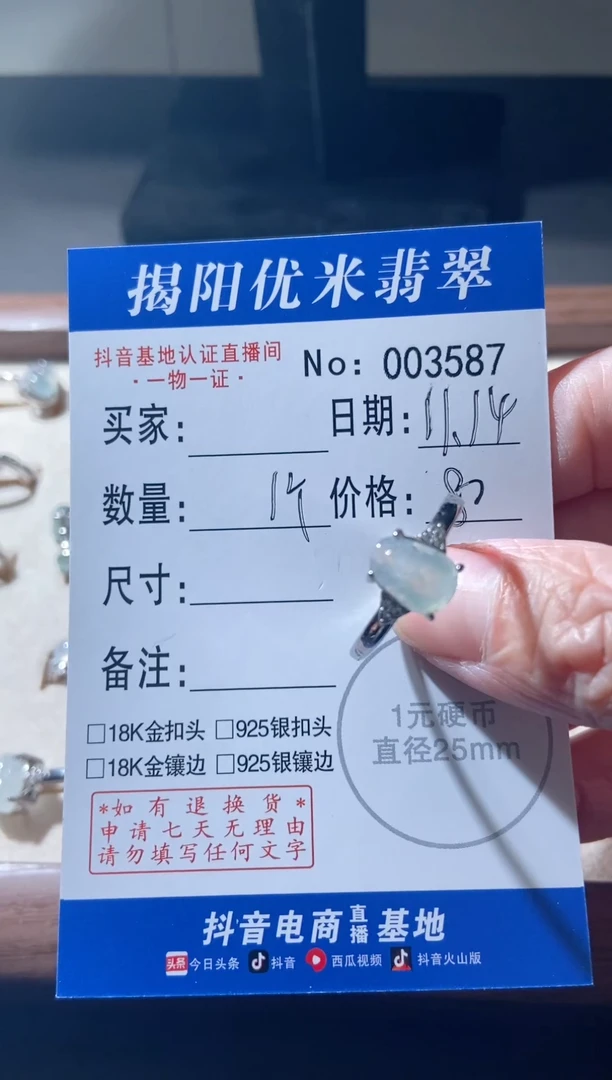 揭阳优米翡翠
抖音基地认证直播间
·一物一证·
No: 003587
买家:
日期: 11.14
数量: 1个
价格:
尺寸:
备注:
1元硬币
直径25mm
□18K金扣头 □925银扣头
□18K金镶边 □925银镶边
*如有退换货*
申请七天无理由
请勿填写任何文字
抖音电商直播基地
头条 今日头条 抖音 西瓜视频 抖音火山版